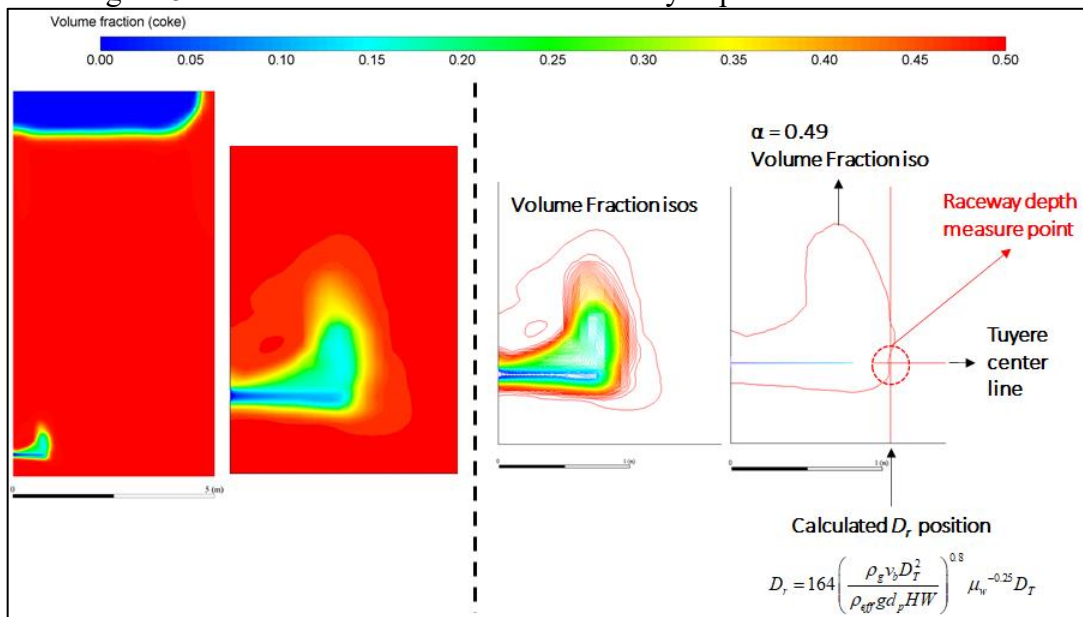 Volume fraction (coke)
0.00 0.05 0.10 0.15 0.20 0.25 0.30 0.35 0.40 0.45 0.50
α = 0.49
Volume Fraction iso
Volume Fraction isos
Raceway depth
measure point
Tuyere
center
line
0 5 (m)
0 1 (m)
0 1 (m)
Calculated D_r position
D_r = 164 (ρ_g v_b D_T^2 / ρ_eff g d_p HW)^0.8 μ_w^-0.25 D_T